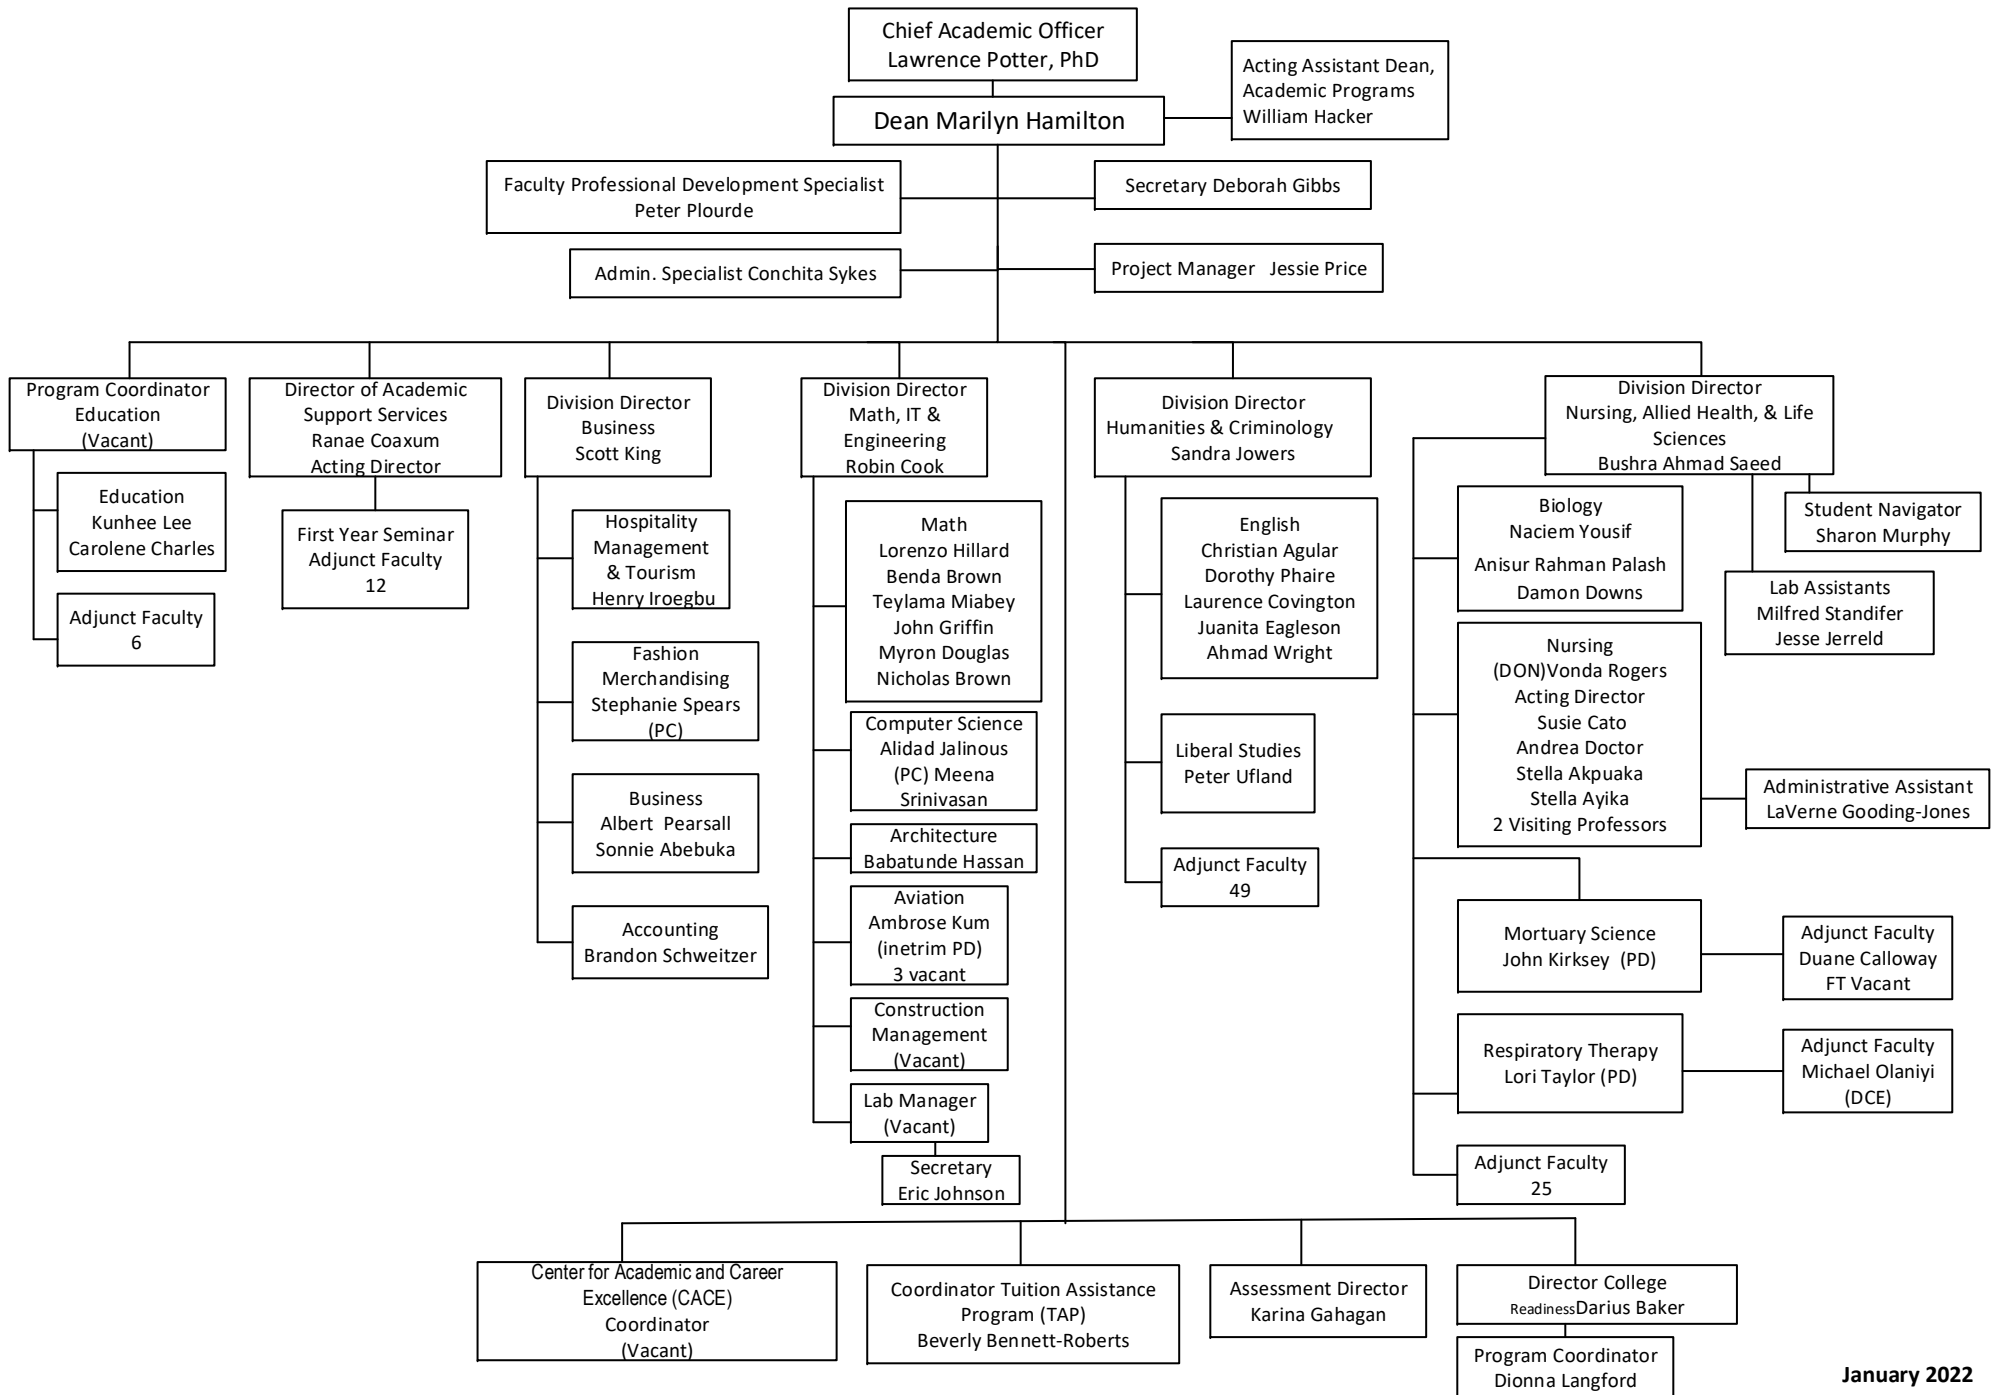 Chief Academic Officer
Lawrence Potter, PhD
Acting Assistant Dean,
Academic Programs
William Hacker
Dean Marilyn Hamilton
Faculty Professional Development Specialist
Peter Plourde
Secretary Deborah Gibbs
Admin. Specialist Conchita Sykes
Project Manager   Jessie Price
Program Coordinator
Education
(Vacant)
Education
Kunhee Lee
Carolene Charles
Adjunct Faculty
6
Director of Academic
Support Services
Ranae Coaxum
Acting Director
First Year Seminar
Adjunct Faculty
12
Division Director
Business
Scott King
Hospitality
Management
& Tourism
Henry Iroegbu
Fashion
Merchandising
Stephanie Spears
(PC)
Business
Albert  Pearsall
Sonnie Abebuka
Accounting
Brandon Schweitzer
Division Director
Math, IT &
Engineering
Robin Cook
Math
Lorenzo Hillard
Benda Brown
Teylama Miabey
John Griffin
Myron Douglas
Nicholas Brown
Computer Science
Alidad Jalinous
(PC) Meena
Srinivasan
Architecture
Babatunde Hassan
Aviation
Ambrose Kum
(inetrim PD)
3 vacant
Construction
Management
(Vacant)
Lab Manager
(Vacant)
Secretary
Eric Johnson
Division Director
Humanities & Criminology
Sandra Jowers
English
Christian Agular
Dorothy Phaire
Laurence Covington
Juanita Eagleson
Ahmad Wright
Liberal Studies
Peter Ufland
Adjunct Faculty
49
Division Director
Nursing, Allied Health, & Life
Sciences
Bushra Ahmad Saeed
Student Navigator
Sharon Murphy
Lab Assistants
Milfred Standifer
Jesse Jerreld
Biology
Naciem Yousif
Anisur Rahman Palash
Damon Downs
Nursing
(DON)Vonda Rogers
Acting Director
Susie Cato
Andrea Doctor
Stella Akpuaka
Stella Ayika
2 Visiting Professors
Administrative Assistant
LaVerne Gooding-Jones
Mortuary Science
John Kirksey  (PD)
Adjunct Faculty
Duane Calloway
FT Vacant
Respiratory Therapy
Lori Taylor (PD)
Adjunct Faculty
Michael Olaniyi
(DCE)
Adjunct Faculty
25
Center for Academic and Career
Excellence (CACE)
Coordinator
(Vacant)
Coordinator Tuition Assistance
Program (TAP)
Beverly Bennett-Roberts
Assessment Director
Karina Gahagan
Director College
ReadinessDarius Baker
Program Coordinator
Dionna Langford
January 2022